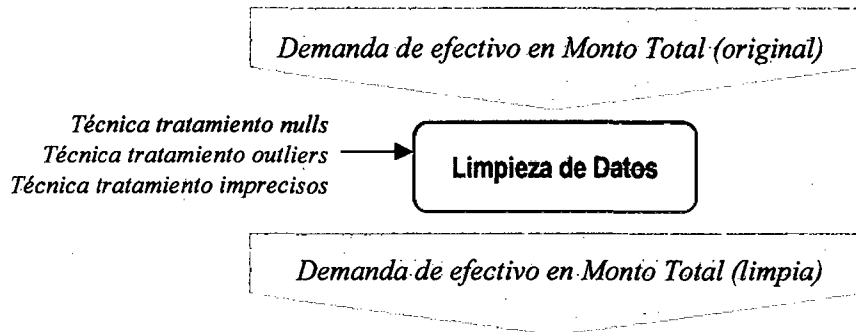 Demanda de efectivo en Monto Total (original)
Técnica tratamiento nulls
Técnica tratamiento outliers
Técnica tratamiento imprecisos
Limpieza de Datos
Demanda de efectivo en Monto Total (limpia)